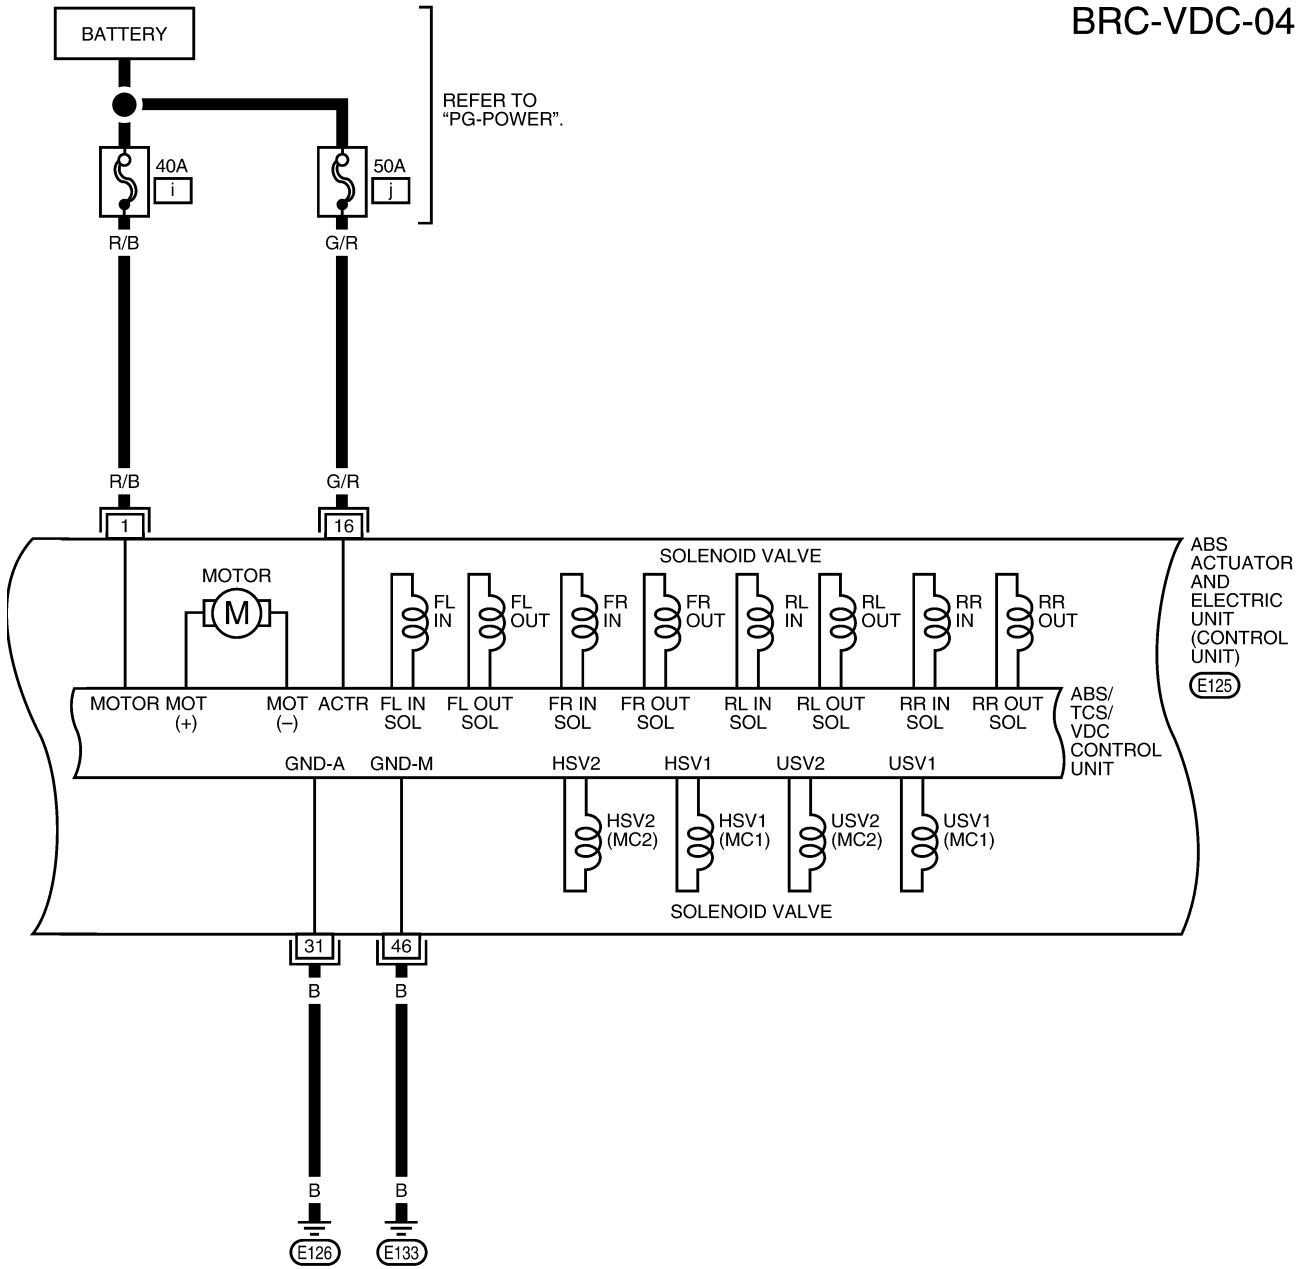 BRC-VDC-04
BATTERY
REFER TO
“PG-POWER”.
40A
i
50A
j
R/B
G/R
R/B
G/R
1
16
SOLENOID VALVE
MOTOR
M
FL
IN
FL
OUT
FR
IN
FR
OUT
RL
IN
RL
OUT
RR
IN
RR
OUT
ABS
ACTUATOR
AND
ELECTRIC
UNIT
(CONTROL
UNIT)
E125
MOTOR
MOT
(+)
MOT
(–)
ACTR
FL IN
SOL
FL OUT
SOL
FR IN
SOL
FR OUT
SOL
RL IN
SOL
RL OUT
SOL
RR IN
SOL
RR OUT
SOL
ABS/
TCS/
VDC
CONTROL
UNIT
GND-A
GND-M
HSV2
HSV1
USV2
USV1
HSV2
(MC2)
HSV1
(MC1)
USV2
(MC2)
USV1
(MC1)
SOLENOID VALVE
31
46
B
B
B
B
E126
E133